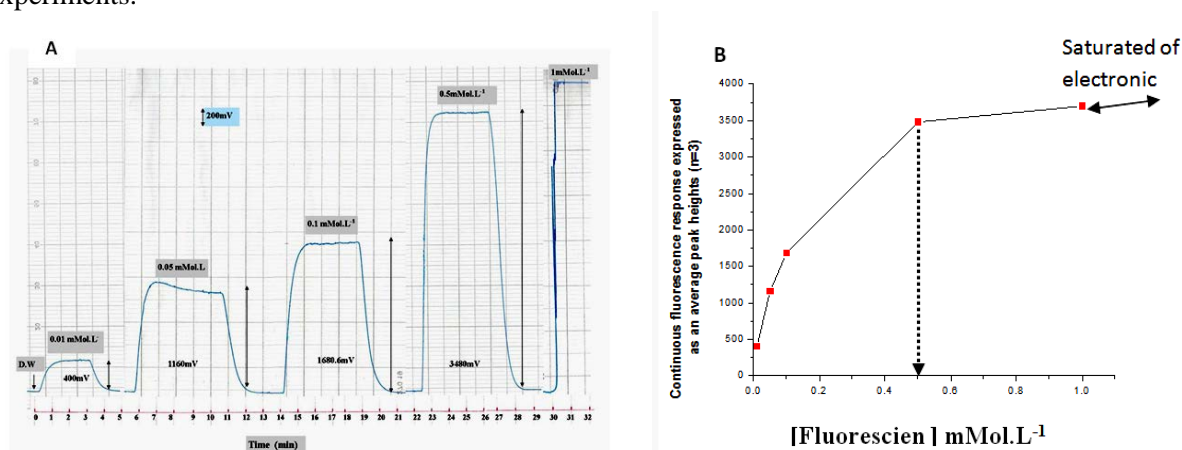 xperiments.
A
1mMol.L-1
0.5mMol.L-1
200mV
0.1 mMol.L-1
0.05 mMol.L
0.01 mMol.L
D.W
400mV
1160mV
1680.6mV
3480mV
0 1 2 3 4 5 6 7 8 9 10 11 12 13 14 15 16 17 18 19 20 21 22 23 24 25 26 27 28 29 30 31 32
Time (min)
B
Saturated of
electronic
Continuous fluorescence response expressed
as an average peak heights (n=3)
4000
3500
3000
2500
2000
1500
1000
500
0
0.0 0.2 0.4 0.6 0.8 1.0
[Fluorescien ] mMol.L-1